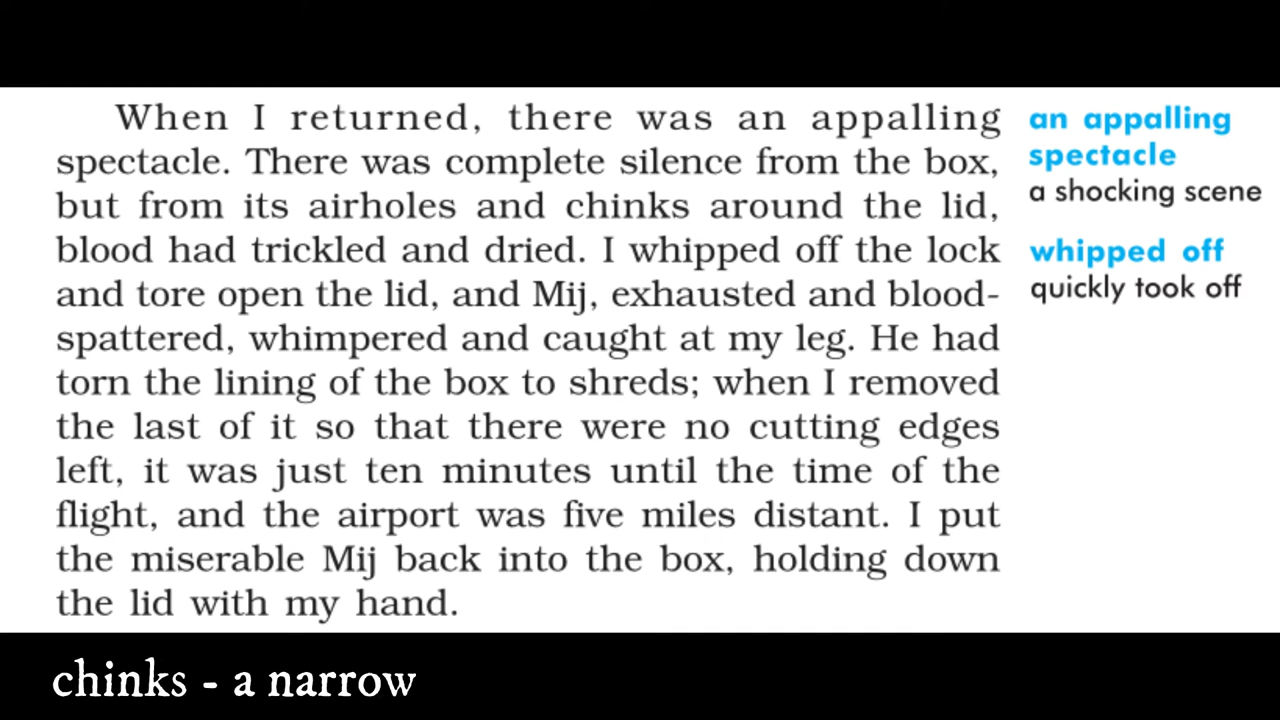 When I returned, there was an appalling
spectacle. There was complete silence from the box,
but from its airholes and chinks around the lid,
blood had trickled and dried. I whipped off the lock
and tore open the lid, and Mij, exhausted and blood-
spattered, whimpered and caught at my leg. He had
torn the lining of the box to shreds; when I removed
the last of it so that there were no cutting edges
left, it was just ten minutes until the time of the
flight, and the airport was five miles distant. I put
the miserable Mij back into the box, holding down
the lid with my hand.
an appalling
spectacle
a shocking scene
whipped off
quickly took off
chinks - a narrow